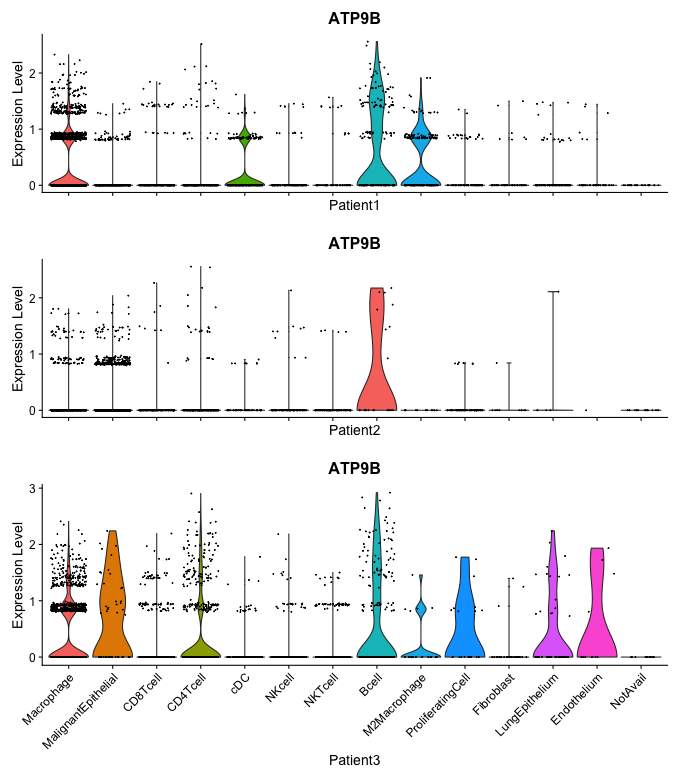 ATP9B
Expression Level
2
1
0
Patient1
ATP9B
Expression Level
2
1
0
Patient2
ATP9B
Expression Level
3
2
1
0
Macrophage
MalignantEpithelial
CD8Tcell
CD4Tcell
cDC
NKcell
NKTcell
Bcell
M2Macrophage
ProliferatingCell
Fibroblast
LungEpithelium
Endothelium
NotAvail
Patient3